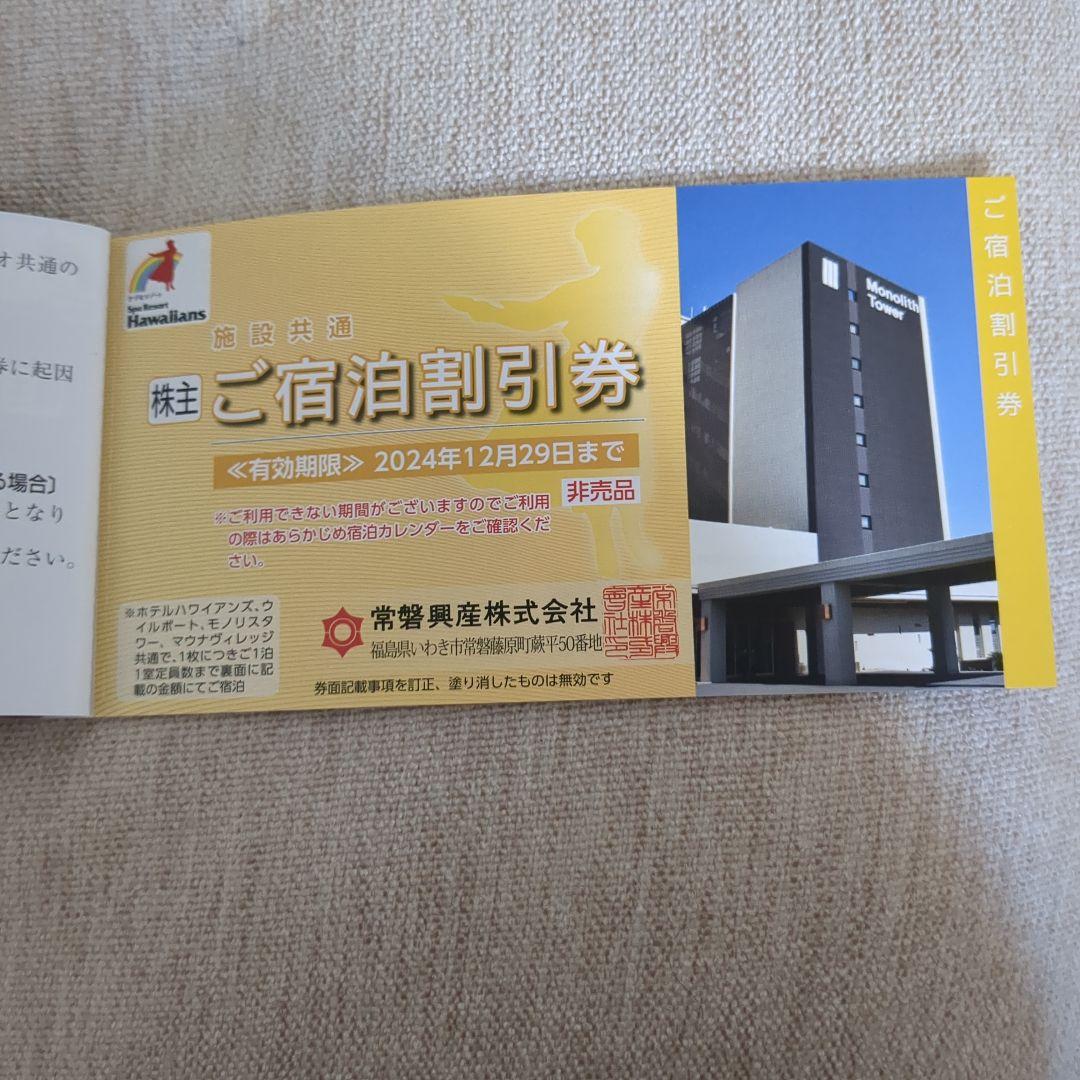 オ共通の
券に起因
る場合〕
となり
ください。
スパリゾート
Spa Resort
Hawaiians
施設共通
株主 ご宿泊割引券
≪有効期限≫ 2024年12月29日まで
非売品
※ご利用できない期間がございますのでご利用
の際はあらかじめ宿泊カレンダーをご確認くだ
さい。
※ホテルハワイアンズ、ウ
イルポート、モノリスタ
ワー、マウナヴィレッジ
共通で、1枚につきご1泊
1室定員数まで裏面に記
載の金額にてご宿泊
常磐興産株式会社
福島県いわき市常磐藤原町蕨平50番地
券面記載事項を訂正、塗り消したものは無効です
Monolith
Tower
ご宿泊割引券